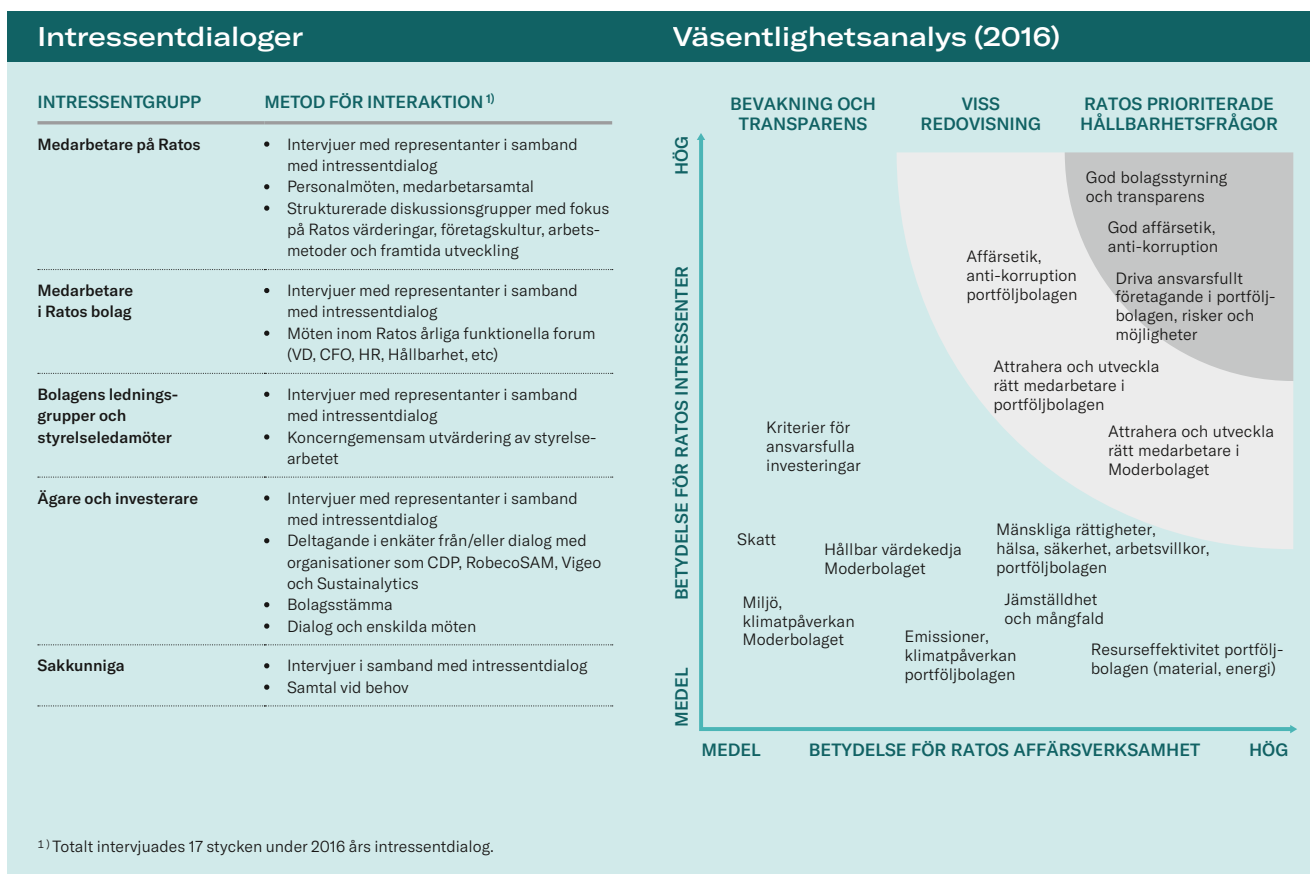 Intressentdialoger
INTRESSENTGRUPP
METOD FÖR INTERAKTION 1)
Medarbetare på Ratos
• Intervjuer med representanter i samband
med intressentdialog
• Personalmöten, medarbetarsamtal
• Strukturerade diskussionsgrupper med fokus
på Ratos värderingar, företagskultur, arbets-
metoder och framtida utveckling
Medarbetare
i Ratos bolag
• Intervjuer med representanter i samband
med intressentdialog
• Möten inom Ratos årliga funktionella forum
(VD, CFO, HR, Hållbarhet, etc)
Bolagens lednings-
grupper och
styrelseledamöter
• Intervjuer med representanter i samband
med intressentdialog
• Koncerngemensam utvärdering av styrelse-
arbetet
Ägare och investerare
• Intervjuer med representanter i samband
med intressentdialog
• Deltagande i enkäter från/eller dialog med
organisationer som CDP, RobecoSAM, Vigeo
och Sustainalytics
• Bolagsstämma
• Dialog och enskilda möten
Sakkunniga
• Intervjuer i samband med intressentdialog
• Samtal vid behov
1) Totalt intervjuades 17 stycken under 2016 års intressentdialog.
Väsentlighetsanalys (2016)
BEVAKNING OCH
TRANSPARENS
VISS
REDOVISNING
RATOS PRIORITERADE
HÅLLBARHETSFRÅGOR
HÖG
BETYDELSE FÖR RATOS INTRESSENTER
MEDEL
God bolagsstyrning
och transparens
God affärsetik,
anti-korruption
Affärsetik,
anti-korruption
portföljbolagen
Driva ansvarsfullt
företagande i portfölj-
bolagen, risker och
möjligheter
Attrahera och utveckla
rätt medarbetare i
portföljbolagen
Kriterier för
ansvarsfulla
investeringar
Attrahera och utveckla
rätt medarbetare i
Moderbolaget
Skatt
Hållbar värdekedja
Moderbolaget
Mänskliga rättigheter,
hälsa, säkerhet, arbetsvillkor,
portföljbolagen
Miljö,
klimatpåverkan
Moderbolaget
Jämställdhet
och mångfald
Emissioner,
klimatpåverkan
portföljbolagen
Resurseffektivitet portfölj-
bolagen (material, energi)
MEDEL
BETYDELSE FÖR RATOS AFFÄRSVERKSAMHET
HÖG